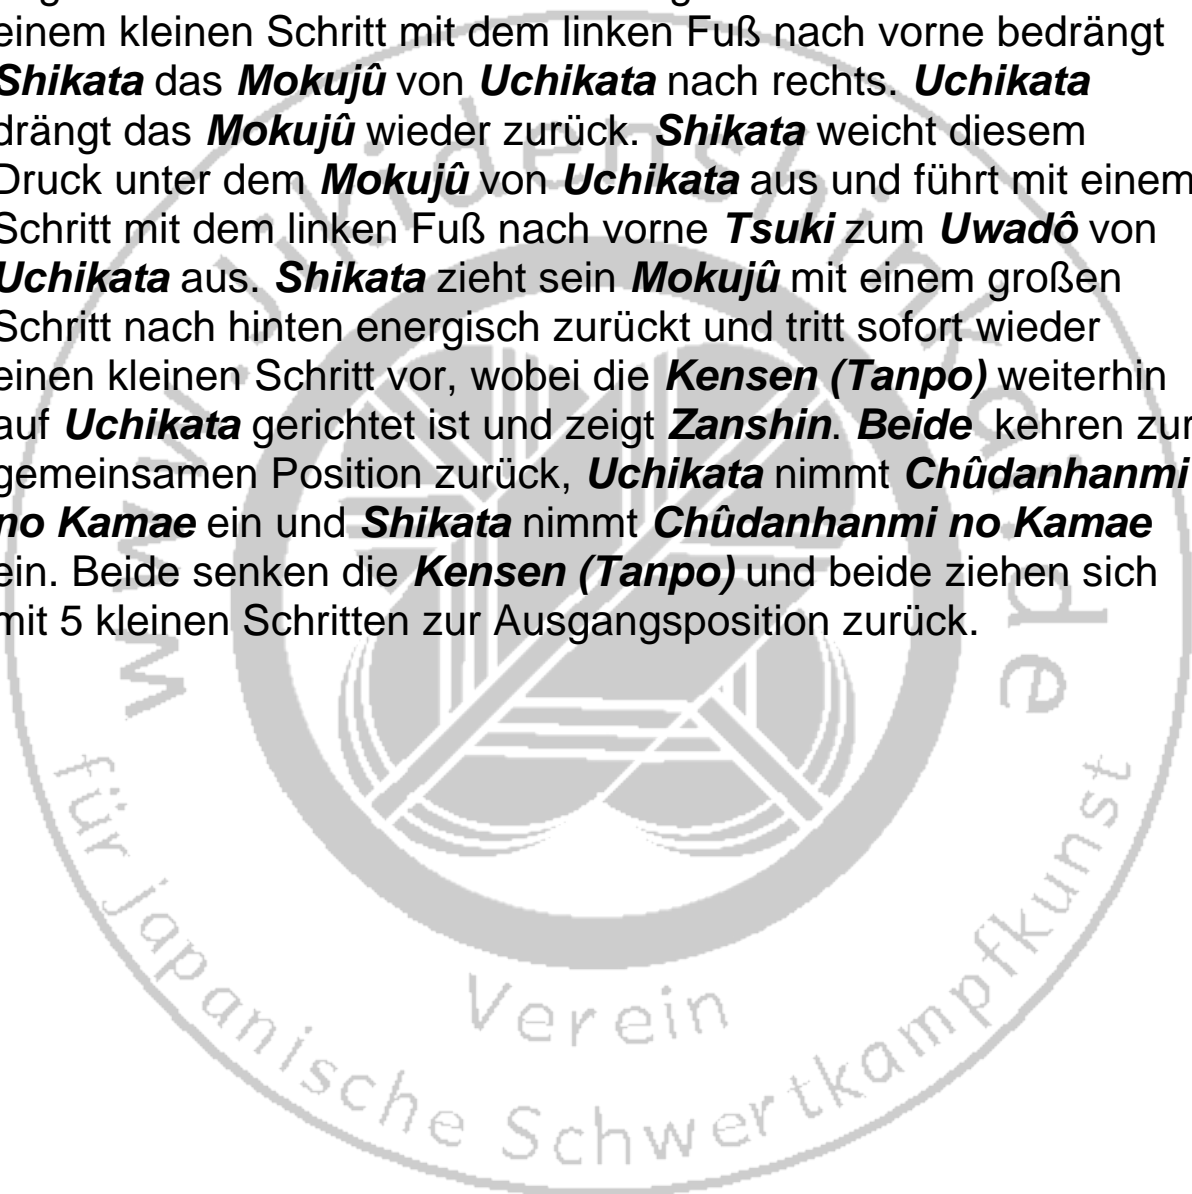 einem kleinen Schritt mit dem linken Fuß nach vorne bedrängt
Shikata das Mokujû von Uchikata nach rechts. Uchikata
drängt das Mokujû wieder zurück. Shikata weicht diesem
Druck unter dem Mokujû von Uchikata aus und führt mit einem
Schritt mit dem linken Fuß nach vorne Tsuki zum Uwadô von
Uchikata aus. Shikata zieht sein Mokujû mit einem großen
Schritt nach hinten energisch zurückt und tritt sofort wieder
einen kleinen Schritt vor, wobei die Kensen (Tanpo) weiterhin
auf Uchikata gerichtet ist und zeigt Zanshin. Beide kehren zur
gemeinsamen Position zurück, Uchikata nimmt Chûdanhanmi
no Kamae ein und Shikata nimmt Chûdanhanmi no Kamae
ein. Beide senken die Kensen (Tanpo) und beide ziehen sich
mit 5 kleinen Schritten zur Ausgangsposition zurück.
Verein
für japanische Schwertkampfkunst